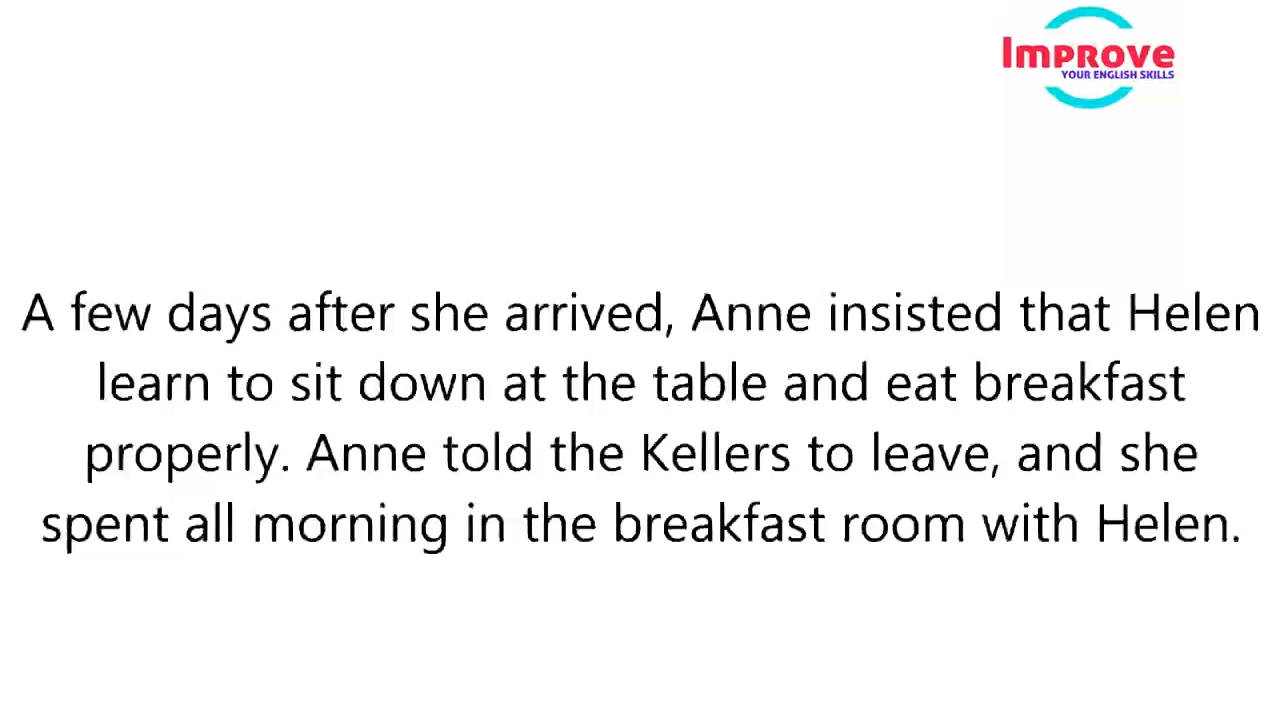 Improve
YOUR ENGLISH SKILLS
A few days after she arrived, Anne insisted that Helen
learn to sit down at the table and eat breakfast
properly. Anne told the Kellers to leave, and she
spent all morning in the breakfast room with Helen.